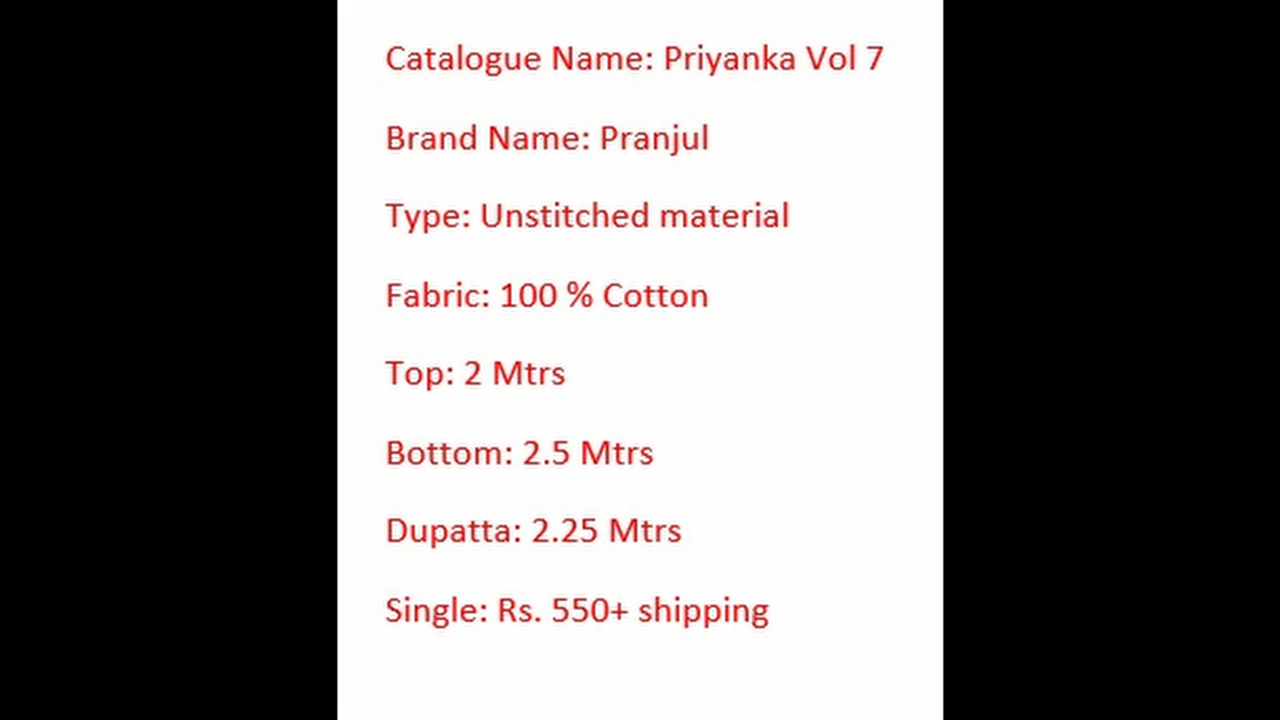 Catalogue Name: Priyanka Vol 7
Brand Name: Pranjul
Type: Unstitched material
Fabric: 100 % Cotton
Top: 2 Mtrs
Bottom: 2.5 Mtrs
Dupatta: 2.25 Mtrs
Single: Rs. 550+ shipping